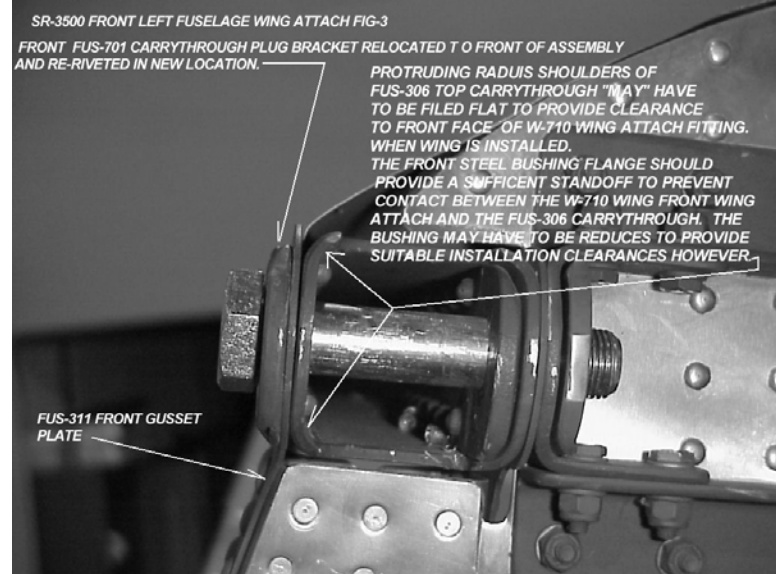 SR-3500 FRONT LEFT FUSELAGE WING ATTACH FIG-3
FRONT FUS-701 CARRYTHROUGH PLUG BRACKET RELOCATED T O FRONT OF ASSEMBLY
AND RE-RIVETED IN NEW LOCATION.
PROTRUDING RADUIS SHOULDERS OF
FUS-306 TOP CARRYTHROUGH "MAY" HAVE
TO BE FILED FLAT TO PROVIDE CLEARANCE
TO FRONT FACE OF W-710 WING ATTACH FITTING.
WHEN WING IS INSTALLED.
THE FRONT STEEL BUSHING FLANGE SHOULD
PROVIDE A SUFFICENT STANDOFF TO PREVENT
CONTACT BETWEEN THE W-710 WING FRONT WING
ATTACH AND THE FUS-306 CARRYTHROUGH. THE
BUSHING MAY HAVE TO BE REDUCES TO PROVIDE
SUITABLE INSTALLATION CLEARANCES HOWEVER.
FUS-311 FRONT GUSSET
PLATE